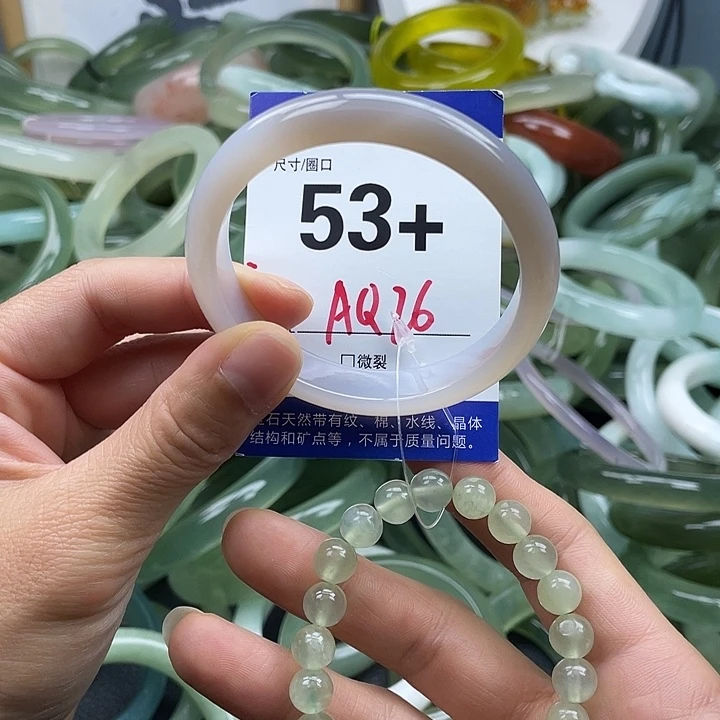 尺寸/圈口
53+
AQ76
口微裂
石天然带有纹、棉、水线、晶体
结构和矿点等，不属于质量问题。